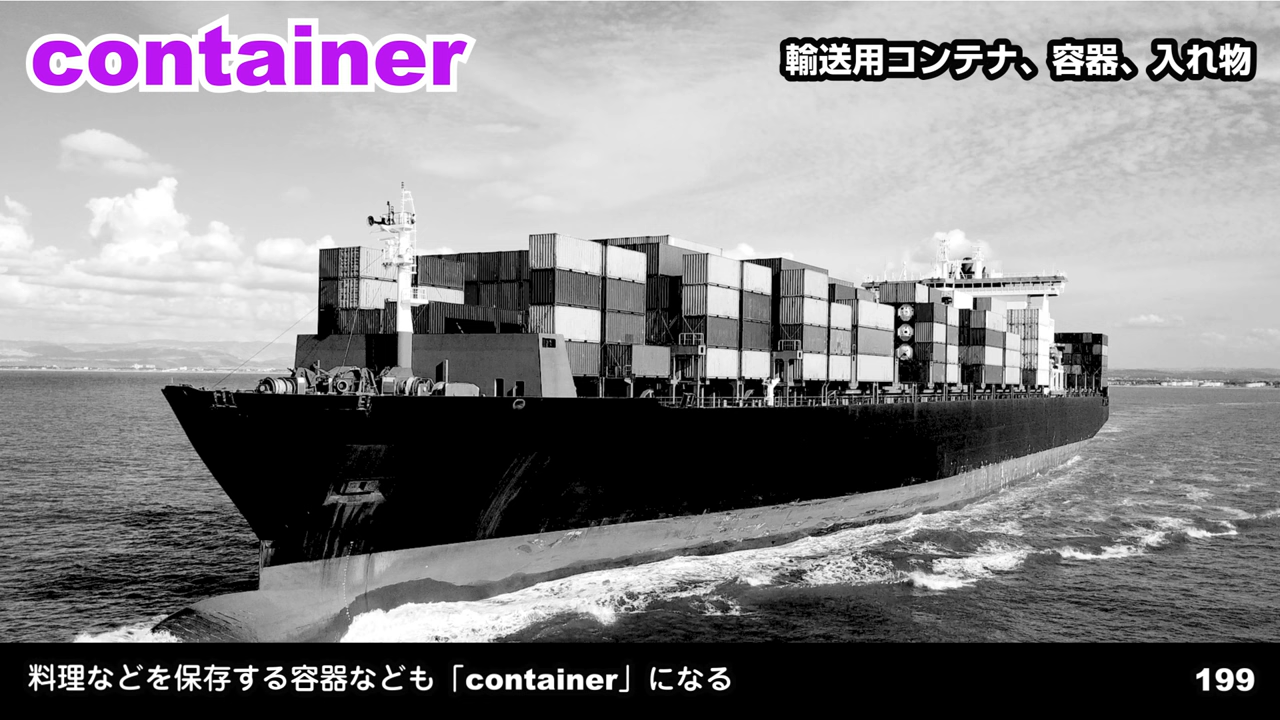 container
輸送用コンテナ、容器、入れ物
料理などを保存する容器なども「container」になる
199